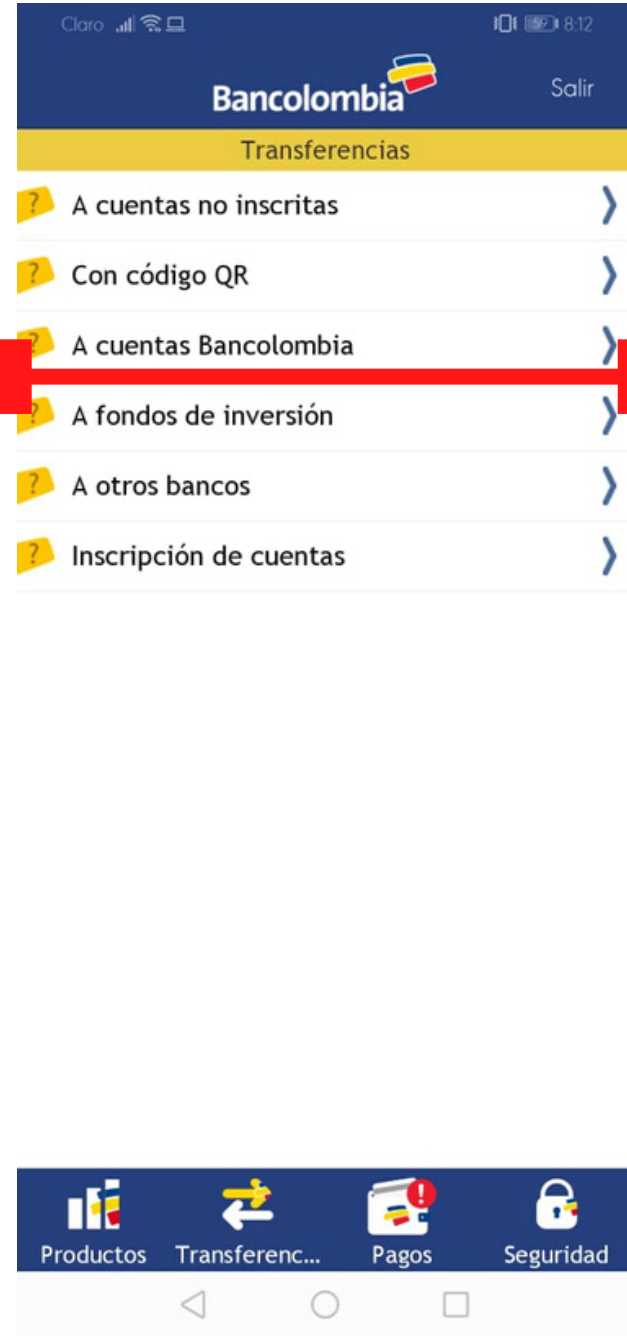 Claro 59 8:12
Bancolombia Salir
Transferencias
? A cuentas no inscritas
? Con código QR
? A cuentas Bancolombia
? A fondos de inversión
? A otros bancos
? Inscripción de cuentas
Productos Transferenc... Pagos Seguridad